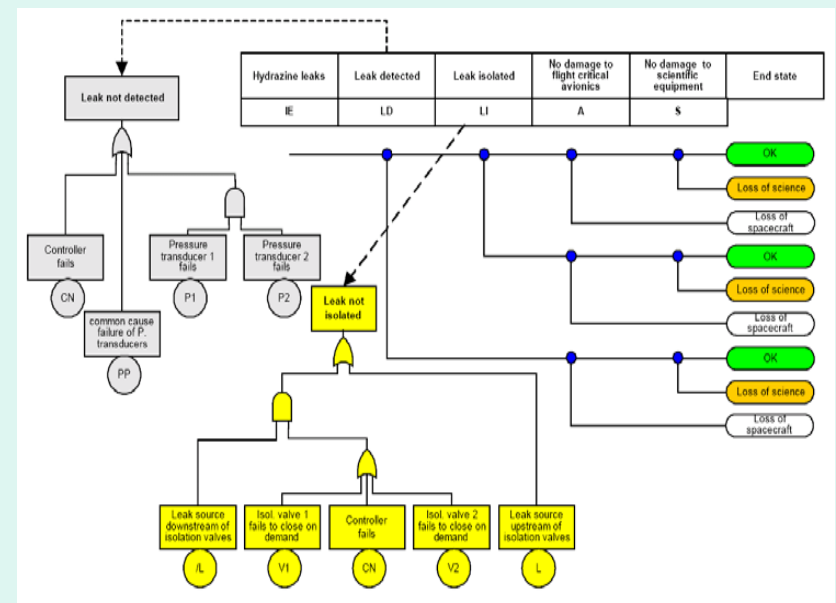 Hydrazine leaks
Leak detected
Leak isolated
No damage to
flight critical
avionics
No damage to
scientific
equipment
End state
IE
LD
LI
A
S
Leak not detected
OK
Loss of science
Loss of
spacecraft
OK
Loss of science
Loss of
spacecraft
OK
Loss of science
Loss of
spacecraft
Controller
fails
CN
common cause
failure of P.
transducers
PP
Pressure
transducer 1
fails
P1
Pressure
transducer 2
fails
P2
Leak not
isolated
Leak source
downstream of
isolation valves
/L
Isol. valve 1
fails to close on
demand
V1
Controller
fails
CN
Isol. valve 2
fails to close on
demand
V2
Leak source
upstream of
isolation valves
L